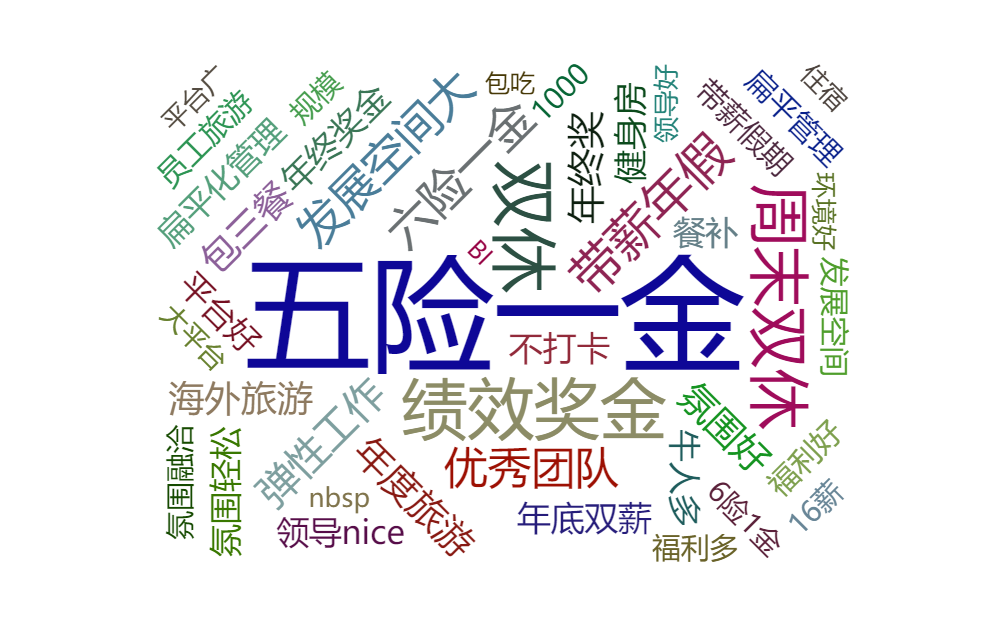 平台广
员工旅游
规模
扁平化管理
年终奖金
包三餐
发展空间大
六险一金
包吃
1000
双休
年终奖
健身房
领导好
带薪年假
带薪假期
扁平管理
住宿
餐补
周末双休
环境好
发展空间
BI
平台好
大平台
五险一金
不打卡
海外旅游
弹性工作
绩效奖金
氛围好
福利好
氛围融洽
氛围轻松
nbsp
领导nice
年度旅游
优秀团队
年底双薪
牛人多
6险1金
16薪
福利多